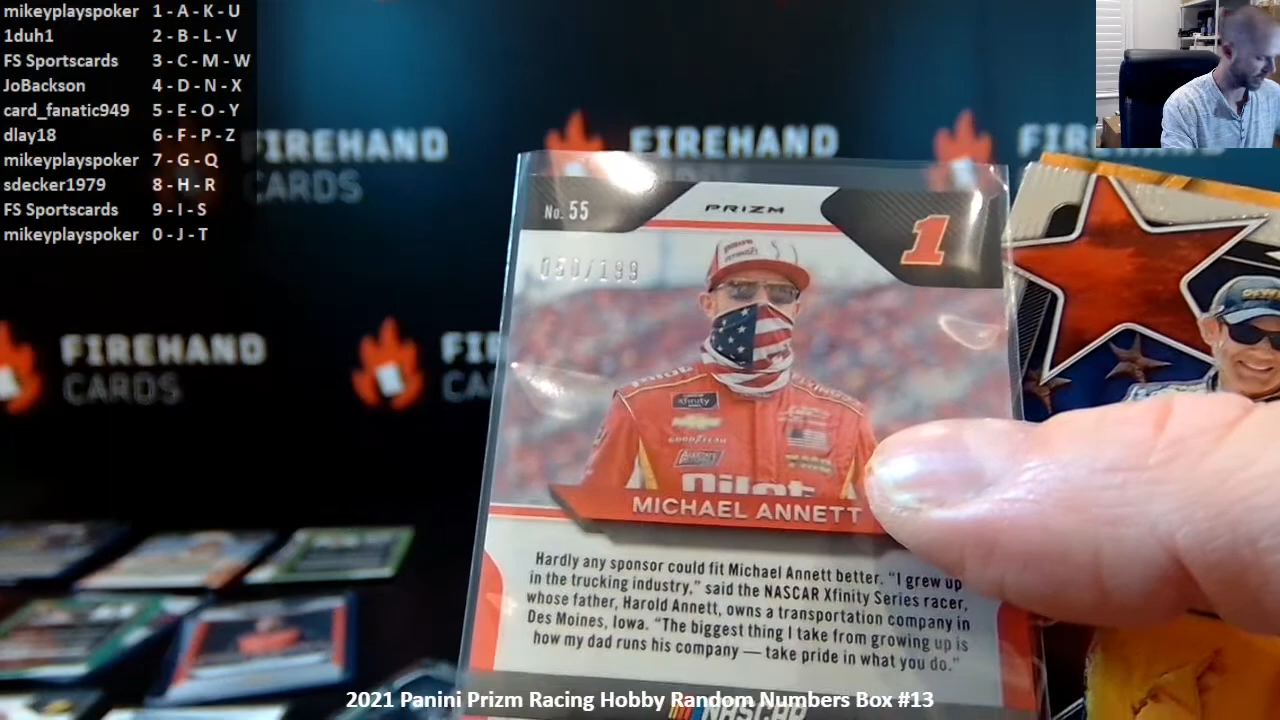 mikeyplayspoker 1 - A - K - U
1duh1 2 - B - L - V
FS Sportscards 3 - C - M - W
JoBackson 4 - D - N - X
card_fanatic949 5 - E - O - Y
dlay18 6 - F - P - Z
mikeyplayspoker 7 - G - Q
sdecker1979 8 - H - R
FS Sportscards 9 - I - S
mikeyplayspoker 0 - J - T
FIREHAND
CARDS
FIREHAND
FIREHAND
CARDS
No. 55
PRIZM
1
/199
xfinity
GOODYEAR
Pilot
MICHAEL ANNETT
Hardly any sponsor could fit Michael Annett better. “I grew up
in the trucking industry,” said the NASCAR Xfinity Series racer,
whose father, Harold Annett, owns a transportation company in
Des Moines, Iowa. “The biggest thing I take from growing up is
how my dad runs his company — take pride in what you do.”
NASCAR
2021 Panini Prizm Racing Hobby Random Numbers Box #13